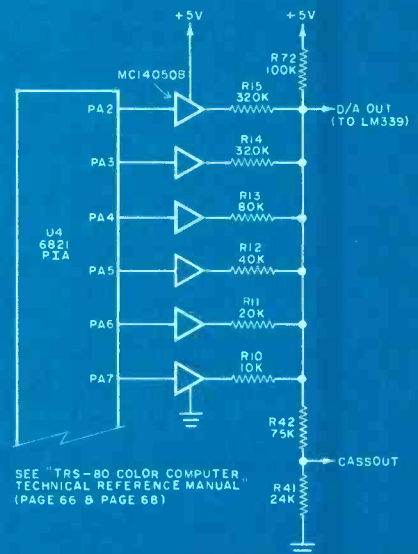 +5V
+5V
R72
100K
MC14050B
R15
320K
PA2
D/A OUT
(TO LM339)
R14
320K
PA3
R13
80K
PA4
U4
6821
PIA
R12
40K
PA5
R11
20K
PA6
R10
10K
PA7
R42
75K
CASSOUT
R41
24K
SEE "TRS-80 COLOR COMPUTER
TECHNICAL REFERENCE MANUAL"
(PAGE 66 & PAGE 68)